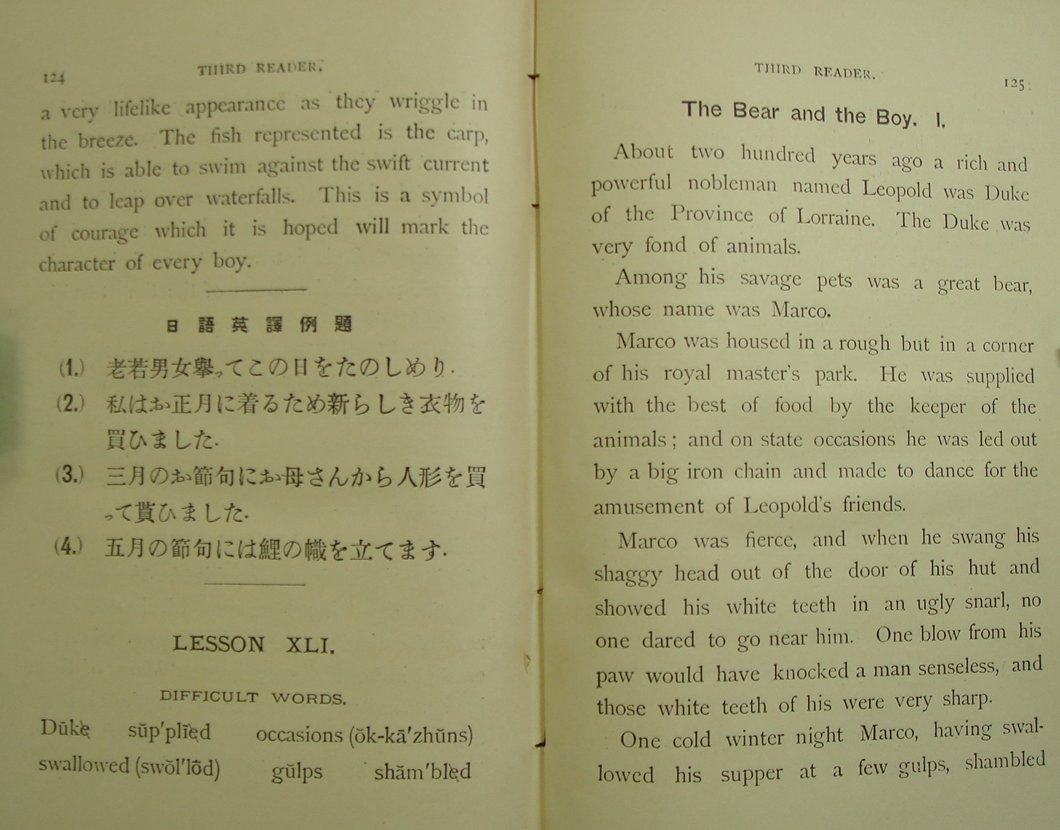 124
THIRD READER.
a very lifelike appearance as they wriggle in
the breeze. The fish represented is the carp,
which is able to swim against the swift current
and to leap over waterfalls. This is a symbol
of courage which it is hoped will mark the
character of every boy.
日語英譯例題
(1.) 老若男女擧ってこの日をたのしめり.
(2.) 私はお正月に着るため新らしき衣物を
買ひました.
(3.) 三月のお節句にお母さんから人形を買
って貰ひました.
(4.) 五月の節句には鯉の幟を立てます.
LESSON XLI.
DIFFICULT WORDS.
Dūke sŭp′plīed occasions (ŏk-kā′zhŭns)
swallowed (swŏl′lōd) gŭlps shăm′bled
THIRD READER.
125
The Bear and the Boy. I.
About two hundred years ago a rich and
powerful nobleman named Leopold was Duke
of the Province of Lorraine. The Duke was
very fond of animals.
Among his savage pets was a great bear,
whose name was Marco.
Marco was housed in a rough but in a corner
of his royal master's park. He was supplied
with the best of food by the keeper of the
animals; and on state occasions he was led out
by a big iron chain and made to dance for the
amusement of Leopold's friends.
Marco was fierce, and when he swang his
shaggy head out of the door of his hut and
showed his white teeth in an ugly snarl, no
one dared to go near him. One blow from his
paw would have knocked a man senseless, and
those white teeth of his were very sharp.
One cold winter night Marco, having swal-
lowed his supper at a few gulps, shambled